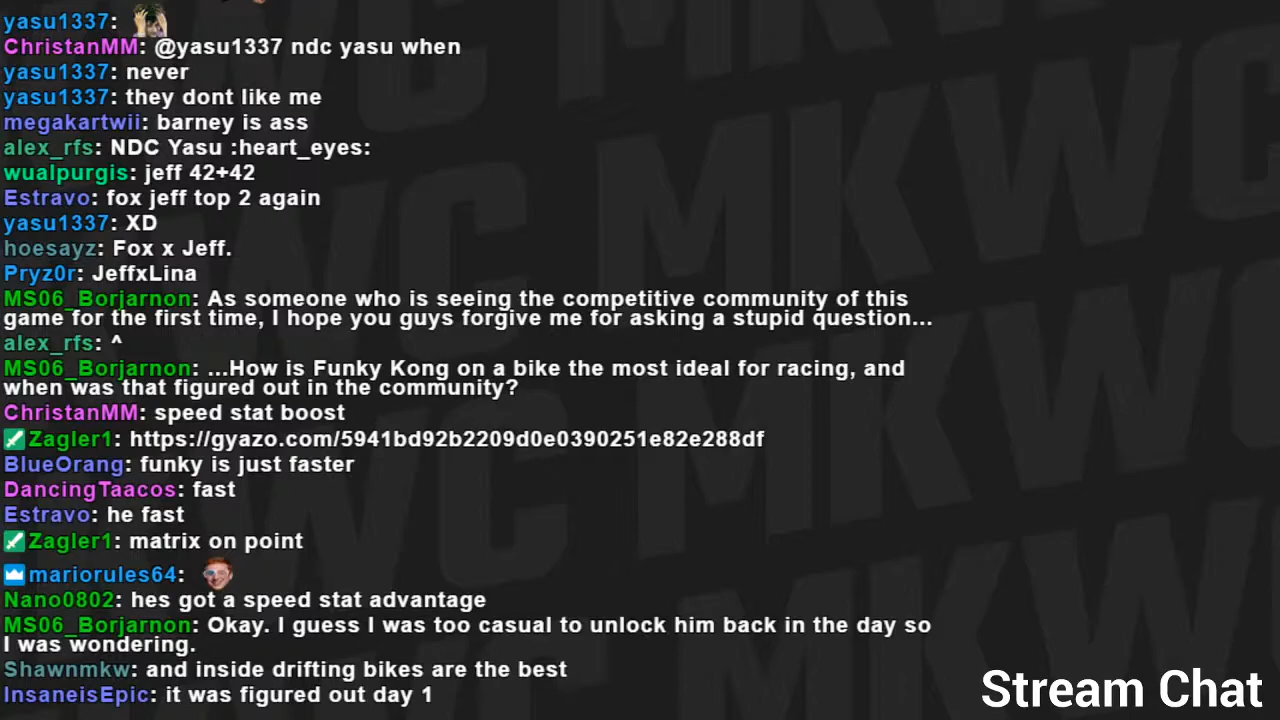 yasu1337:
ChristanMM: @yasu1337 ndc yasu when
yasu1337: never
yasu1337: they dont like me
megakartwii: barney is ass
alex_rfs: NDC Yasu :heart_eyes:
wualpurgis: jeff 42+42
Estravo: fox jeff top 2 again
yasu1337: XD
hoesayz: Fox x Jeff.
Pryz0r: JeffxLina
MS06_Borjarnon: As someone who is seeing the competitive community of this
game for the first time, I hope you guys forgive me for asking a stupid question...
alex_rfs: ^
MS06_Borjarnon: ...How is Funky Kong on a bike the most ideal for racing, and
when was that figured out in the community?
ChristanMM: speed stat boost
Zagler1: https://gyazo.com/5941bd92b2209d0e0390251e82e288df
BlueOrang: funky is just faster
DancingTaacos: fast
Estravo: he fast
Zagler1: matrix on point
mariorules64:
Nano0802: hes got a speed stat advantage
MS06_Borjarnon: Okay. I guess I was too casual to unlock him back in the day so
I was wondering.
Shawnmkw: and inside drifting bikes are the best
InsaneisEpic: it was figured out day 1
Stream Chat
MKWC